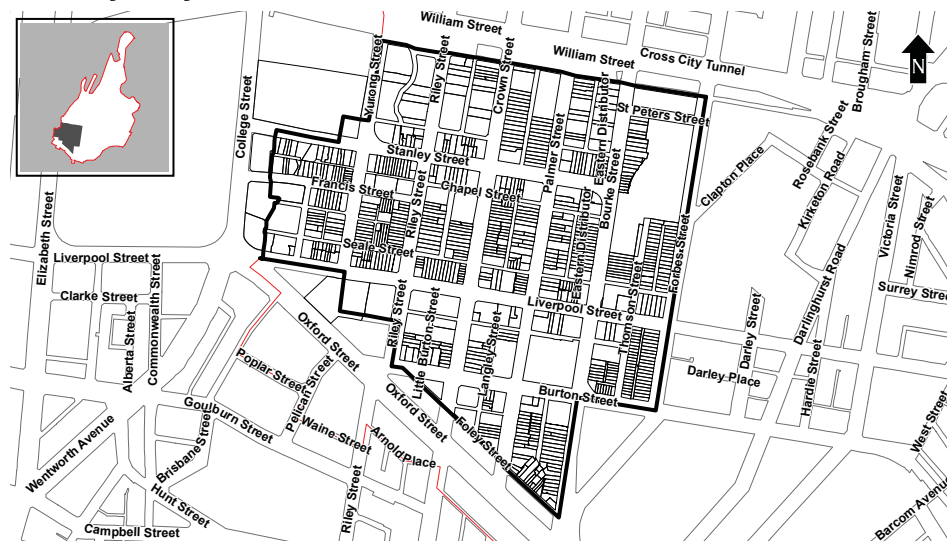 William Street
William Street
Cross City Tunnel
N
College Street
Yurong Street
Riley Street
Crown Street
Brougham Street
St Peters Street
Eastern Distributor
Palmer Street
Stanley Street
Francis Street
Chapel Street
Riley Street
Bourke Street
Eastern Distributor
Clapton Place
Rosebank Street
Kirketon Road
Victoria Street
Nimrod Street
Elizabeth Street
Liverpool Street
Seale Street
Forbes Street
Surrey Street
Clarke Street
Commonwealth Street
Alberta Street
Oxford Street
Riley Street
Little Burton Street
Langley Street
Liverpool Street
Thomson Street
Darlinghurst Road
Darley Street
Darley Place
Hardie Street
Poplar Street
Pelican Street
Burton Street
Oxford Street
Goulburn Street
Waine Street
Arnold Place
Foley Street
West Street
Wentworth Avenue
Brisbane Street
Hunt Street
Riley Street
Campbell Street
Barcom Avenue